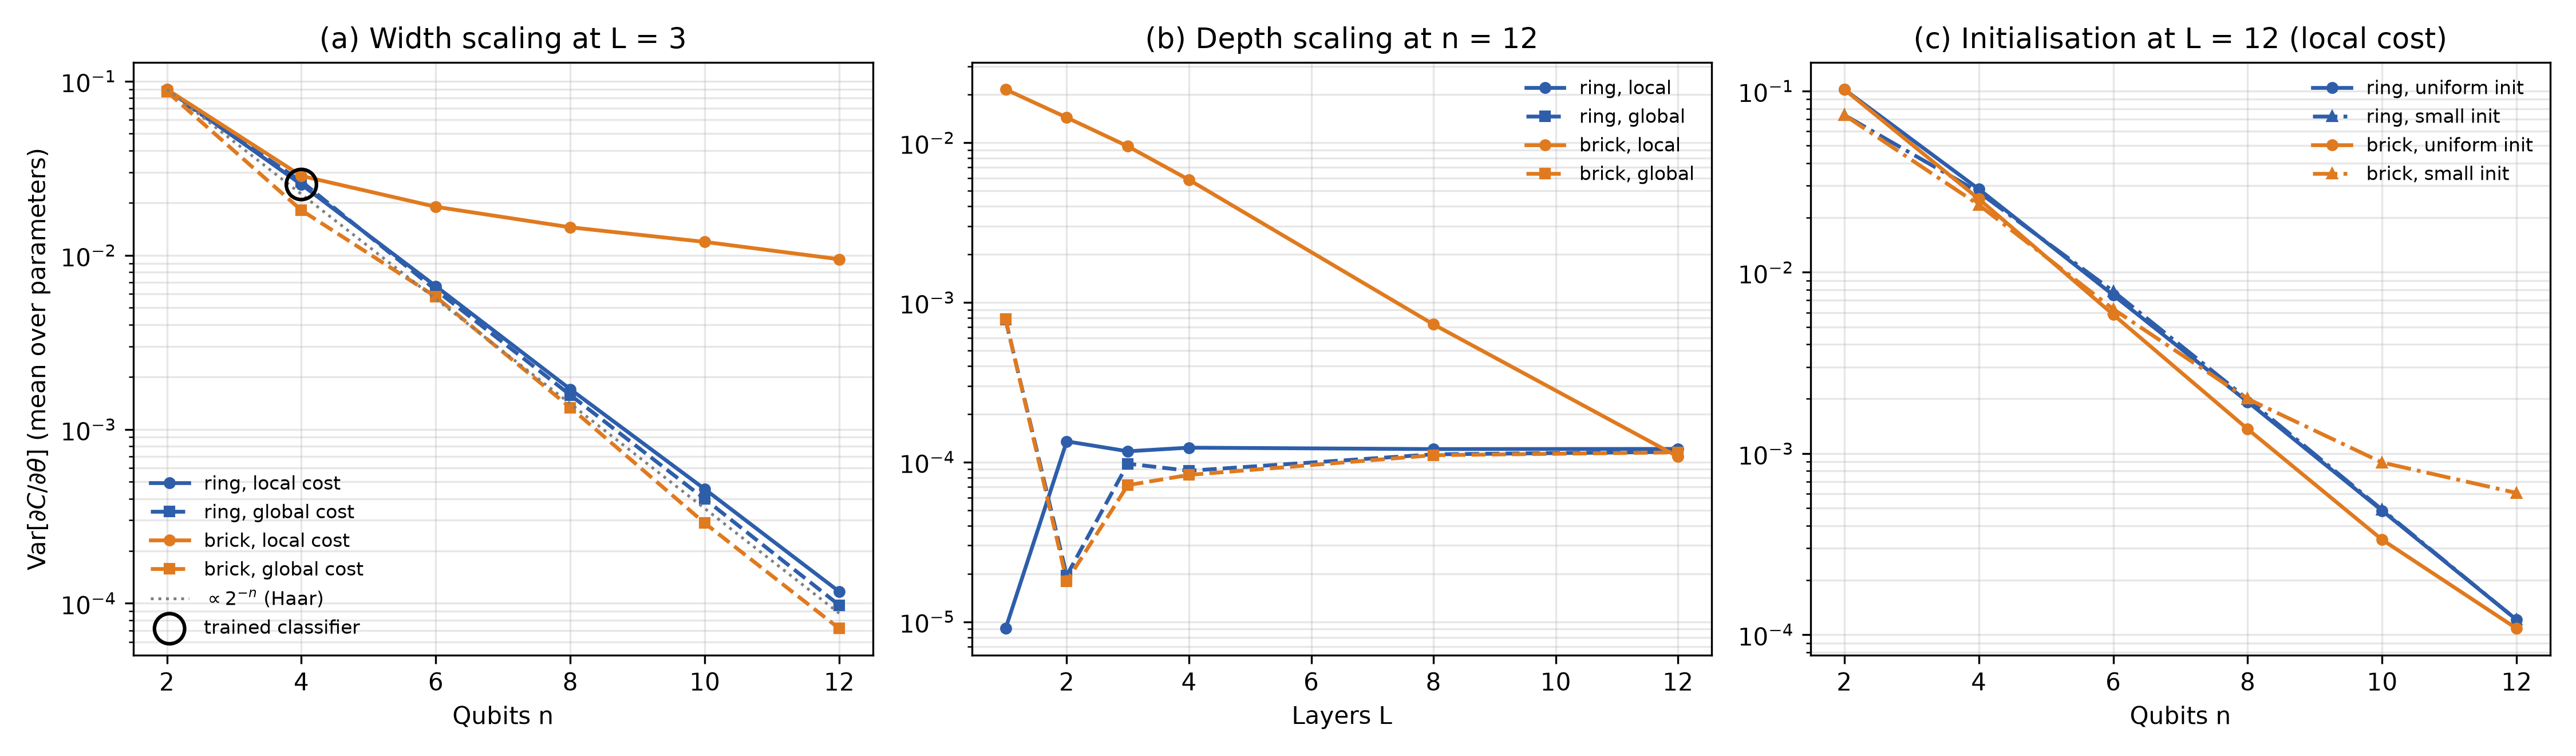 (a) Width scaling at L = 3
Var[∂C/∂θ] (mean over parameters)
10⁻¹
10⁻²
10⁻³
10⁻⁴
ring, local cost
ring, global cost
brick, local cost
brick, global cost
∝ 2⁻ⁿ (Haar)
trained classifier
2 4 6 8 10 12
Qubits n
(b) Depth scaling at n = 12
10⁻²
10⁻³
10⁻⁴
10⁻⁵
ring, local
ring, global
brick, local
brick, global
2 4 6 8 10 12
Layers L
(c) Initialisation at L = 12 (local cost)
10⁻¹
10⁻²
10⁻³
10⁻⁴
ring, uniform init
ring, small init
brick, uniform init
brick, small init
2 4 6 8 10 12
Qubits n